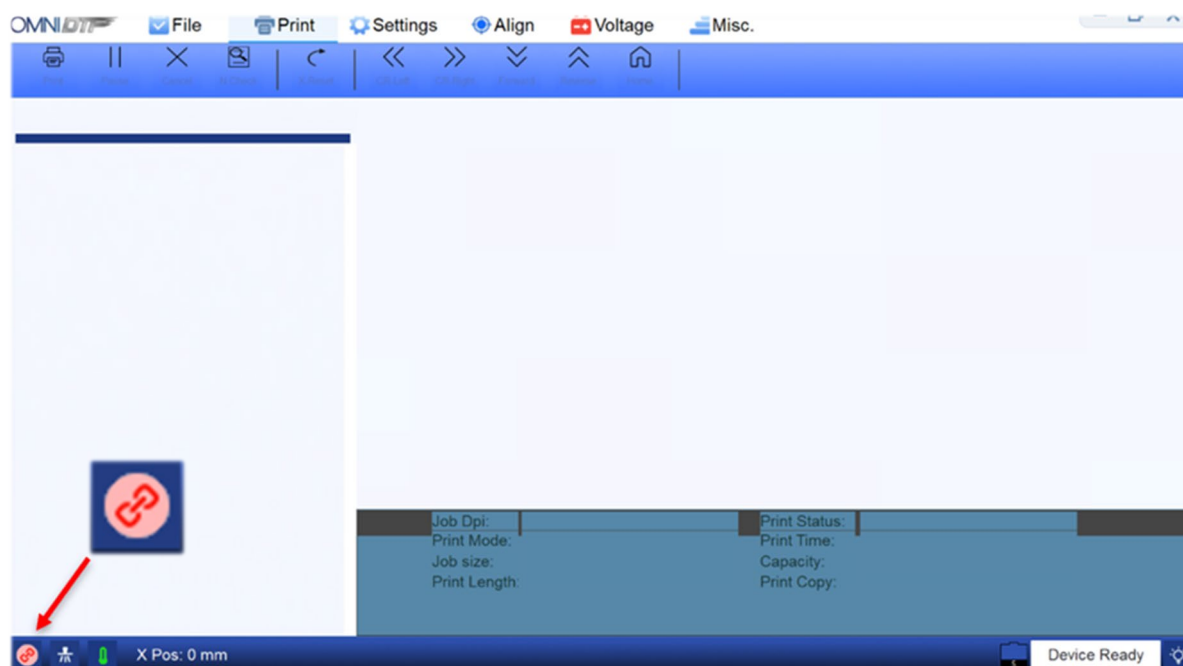 OMNIDTF File Print Settings Align Voltage Misc.
Job Dpi:
Print Mode:
Job size:
Print Length:
Print Status:
Print Time:
Capacity:
Print Copy:
X Pos: 0 mm
Device Ready